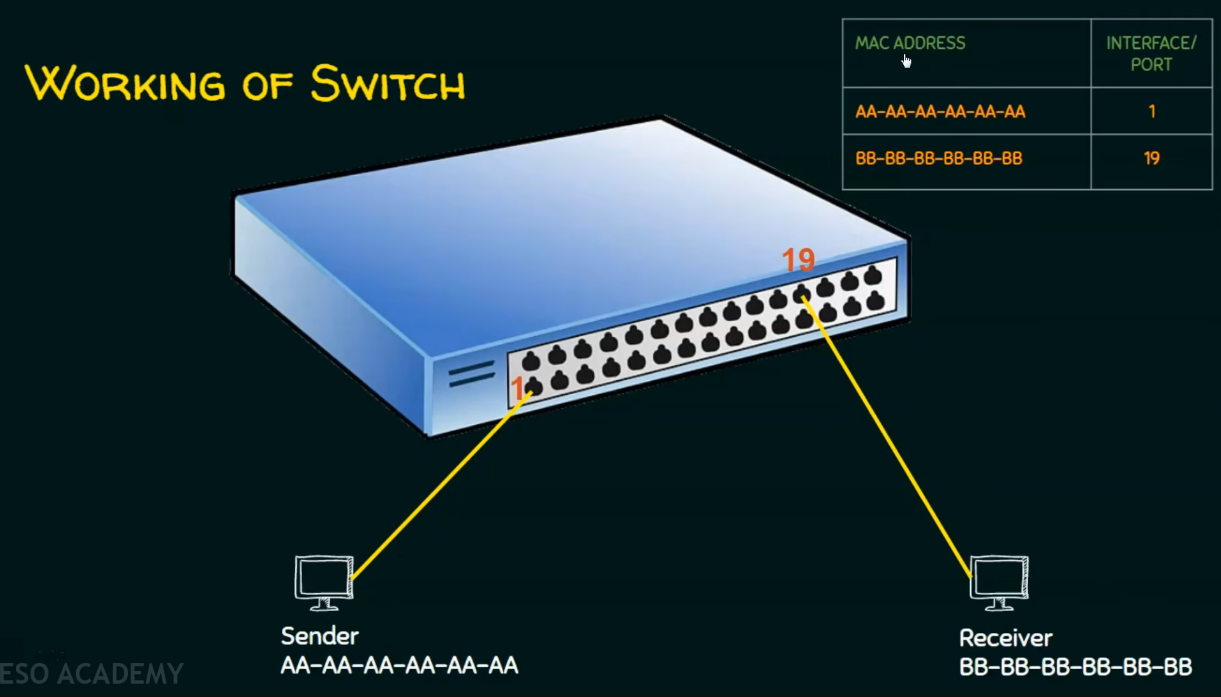 WORKING OF SWITCH
MAC ADDRESS
INTERFACE/
PORT
AA-AA-AA-AA-AA-AA
1
BB-BB-BB-BB-BB-BB
19
19
1
Sender
AA-AA-AA-AA-AA-AA
Receiver
BB-BB-BB-BB-BB-BB
ESO ACADEMY